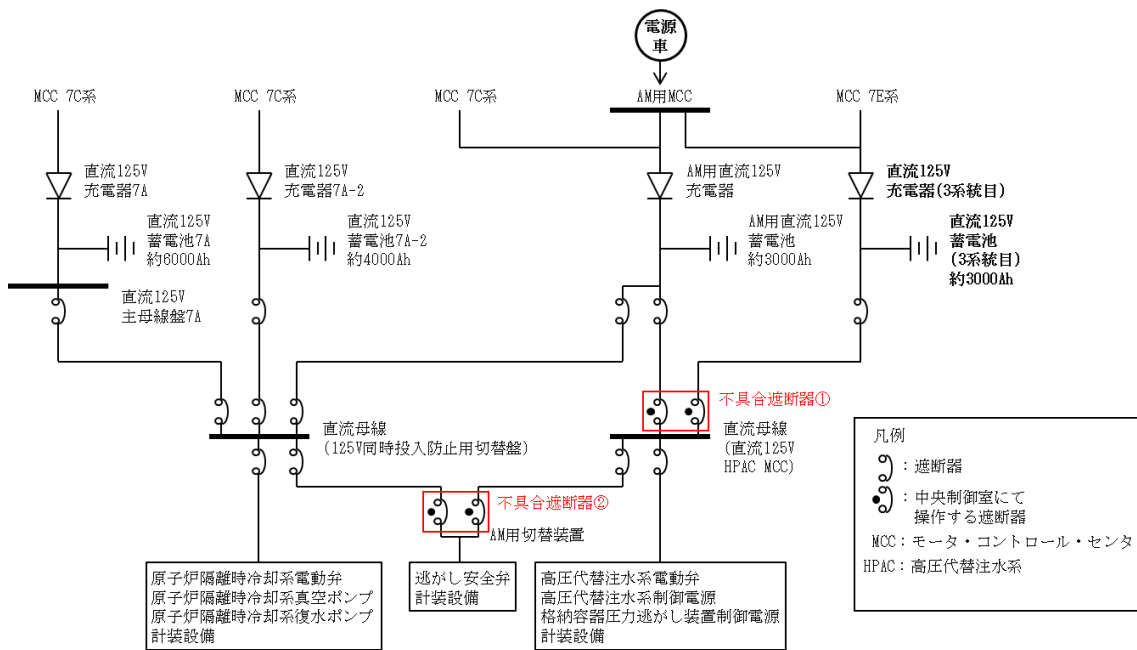 電源
車
MCC 7C系
MCC 7C系
MCC 7C系
AM用MCC
MCC 7E系
直流125V
充電器7A
直流125V
充電器7A-2
AM用直流125V
充電器
直流125V
充電器(3系統目)
直流125V
蓄電池7A
約6000Ah
直流125V
蓄電池7A-2
約4000Ah
AM用直流125V
蓄電池
約3000Ah
直流125V
蓄電池
(3系統目)
約3000Ah
直流125V
主母線盤7A
不具合遮断器①
直流母線
(125V同時投入防止用切替盤)
直流母線
(直流125V
HPAC MCC)
不具合遮断器②
AM用切替装置
原子炉隔離時冷却系電動弁
原子炉隔離時冷却系真空ポンプ
原子炉隔離時冷却系復水ポンプ
計装設備
逃がし安全弁
計装設備
高圧代替注水系電動弁
高圧代替注水系制御電源
格納容器圧力逃がし装置制御電源
計装設備
凡例
：遮断器
：中央制御室にて
操作する遮断器
MCC：モータ・コントロール・センタ
HPAC：高圧代替注水系